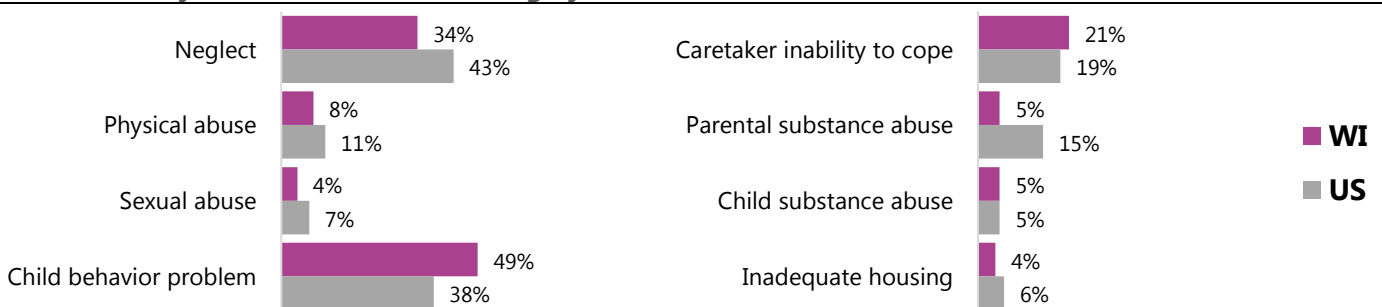 Neglect
34%
43%
Physical abuse
8%
11%
Sexual abuse
4%
7%
Child behavior problem
49%
38%
Caretaker inability to cope
21%
19%
Parental substance abuse
5%
15%
Child substance abuse
5%
5%
Inadequate housing
4%
6%
WI
US